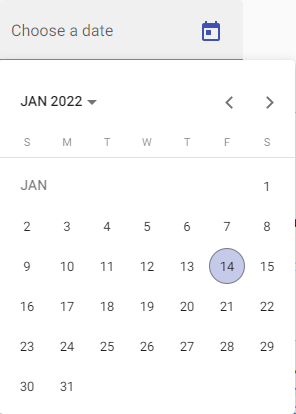 Choose a date
JAN 2022
S M T W T F S
JAN 1
2 3 4 5 6 7 8
9 10 11 12 13 14 15
16 17 18 19 20 21 22
23 24 25 26 27 28 29
30 31